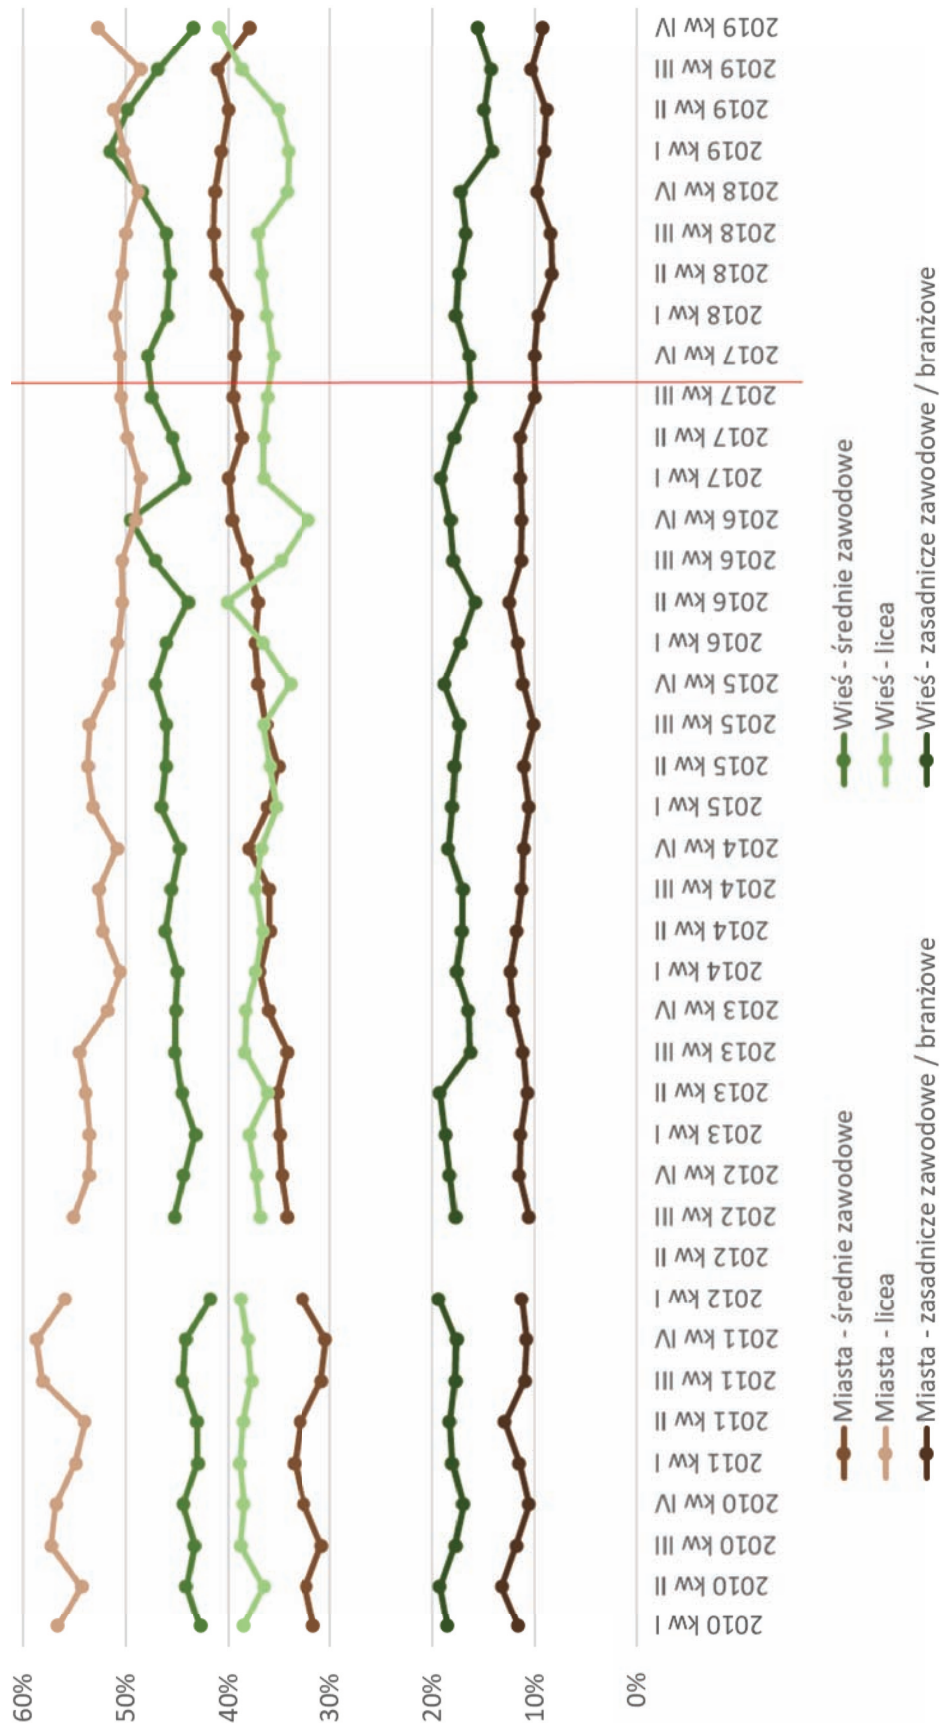 60%
50%
40%
30%
20%
10%
0%
2010 kw I
2010 kw II
2010 kw III
2010 kw IV
2011 kw I
2011 kw II
2011 kw III
2011 kw IV
2012 kw I
2012 kw II
2012 kw III
2012 kw IV
2013 kw I
2013 kw II
2013 kw III
2013 kw IV
2014 kw I
2014 kw II
2014 kw III
2014 kw IV
2015 kw I
2015 kw II
2015 kw III
2015 kw IV
2016 kw I
2016 kw II
2016 kw III
2016 kw IV
2017 kw I
2017 kw II
2017 kw III
2017 kw IV
2018 kw I
2018 kw II
2018 kw III
2018 kw IV
2019 kw I
2019 kw II
2019 kw III
2019 kw IV
Miasta - średnie zawodowe
Wieś - średnie zawodowe
Miasta - licea
Wieś - licea
Miasta - zasadnicze zawodowe / branżowe
Wieś - zasadnicze zawodowe / branżowe